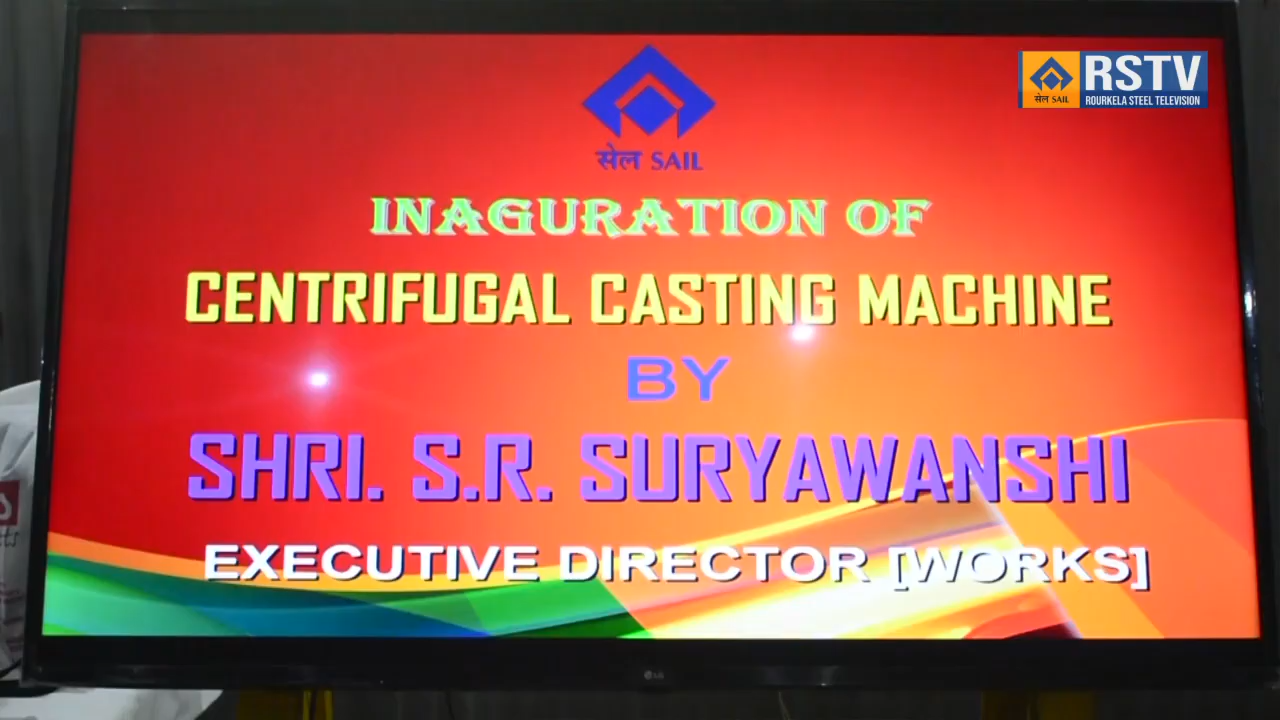 सेल SAIL
RSTV
सेल SAIL
ROURKELA STEEL TELEVISION
INAGURATION OF
CENTRIFUGAL CASTING MACHINE
BY
SHRI. S.R. SURYAWANSHI
EXECUTIVE DIRECTOR [WORKS]
LG